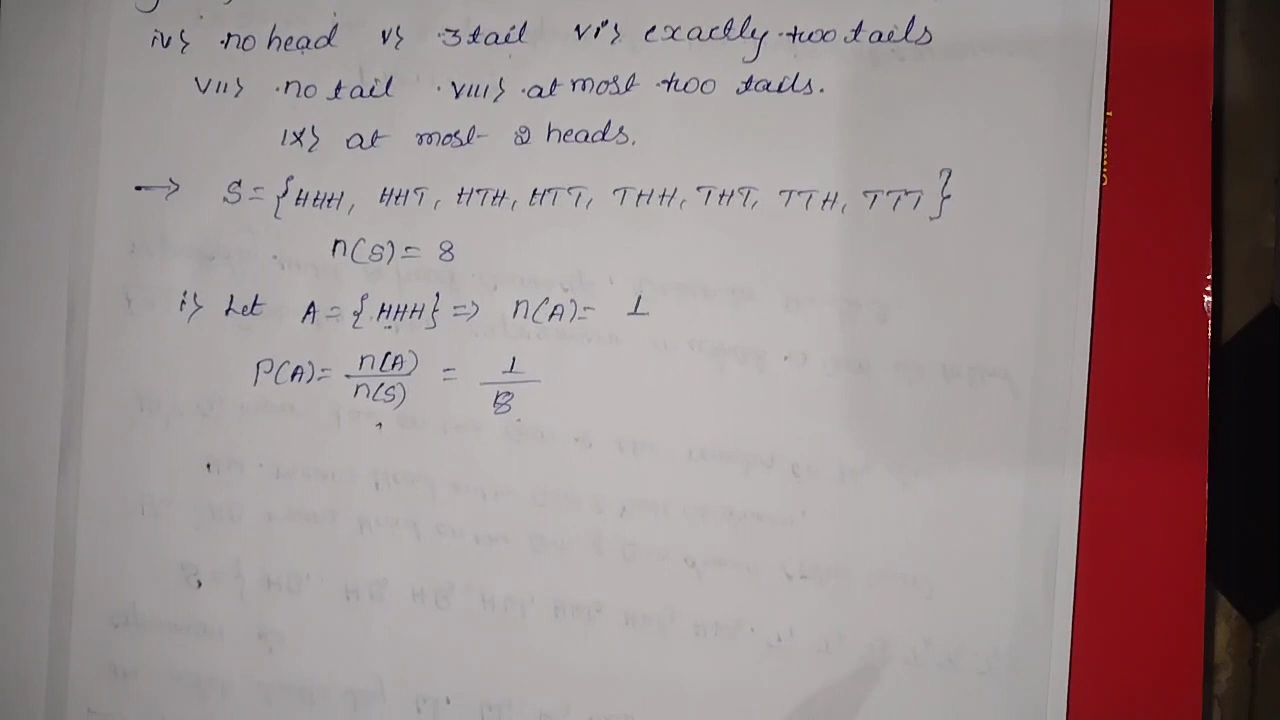 iv} no head v} 3 tail vi} exactly two tails
vii} no tail viii} at most two tails.
ix} at most 2 heads.
→ S = {HHH, HHT, HTH, HTT, THH, THT, TTH, TTT}
n(S) = 8
i} Let A = {HHH} => n(A) = 1
P(A) = n(A)/n(S) = 1/8